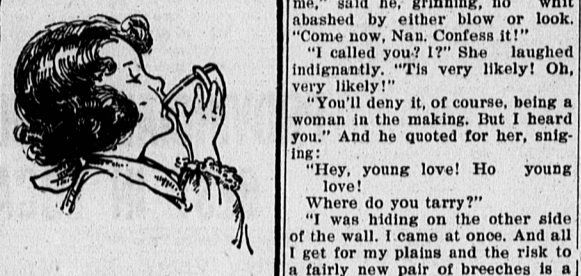 me," said he, grinning, no whit
abashed by either blow or look.
"Come now, Nan. Confess it!"
"I called you? I?" She laughed
indignantly. "Tis very likely! Oh,
very likely!"
"You'll deny it, of course, being a
woman in the making. But I heard
you." And he quoted for her, snig-
ing:
"Hey, young love! Ho young
love!
Where do you tarry?"
"I was hiding on the other side
of the wall. I came at once. And all
I get for my plains and the risk to
a fairly new pair of breeches is a